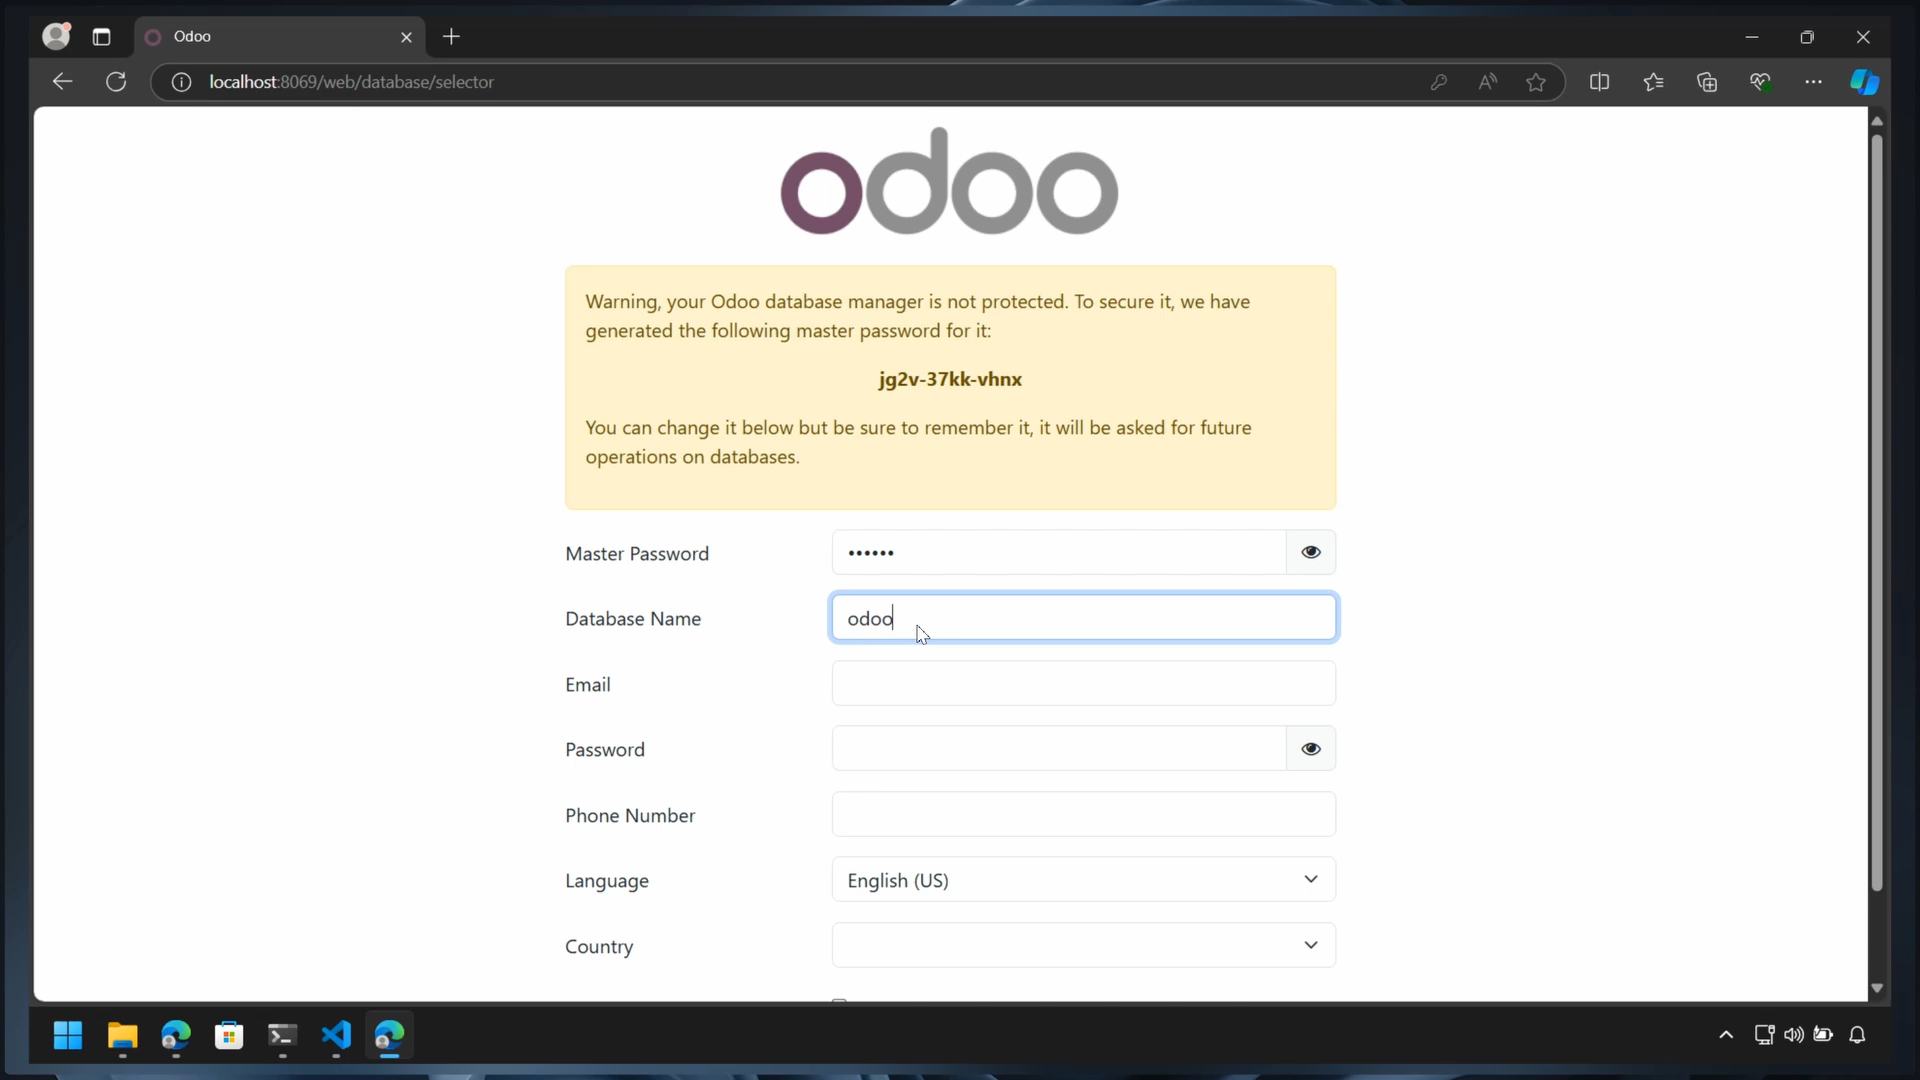 Odoo
localhost:8069/web/database/selector
odoo
Warning, your Odoo database manager is not protected. To secure it, we have
generated the following master password for it:
jg2v-37kk-vhnx
You can change it below but be sure to remember it, it will be asked for future
operations on databases.
Master Password ••••••
Database Name odoo
Email
Password
Phone Number
Language English (US)
Country